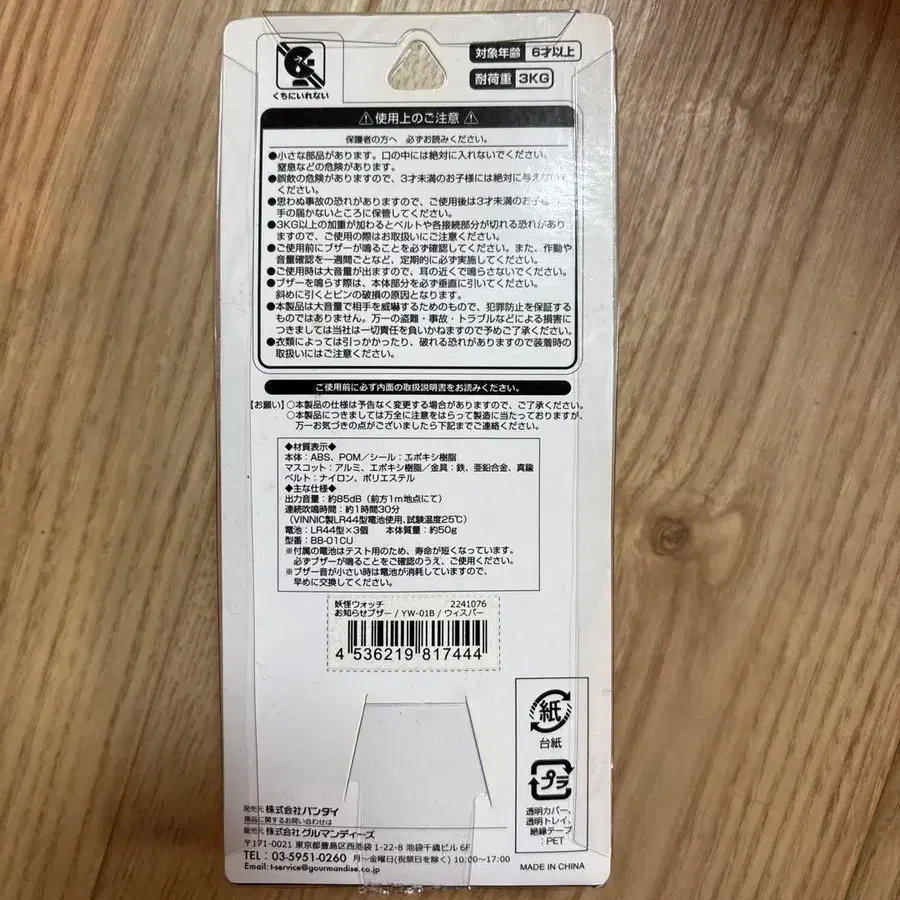 くちにいれない
対象年齢 6才以上
耐荷重 3KG
⚠使用上のご注意⚠
保護者の方へ 必ずお読みください。
●小さな部品があります。口の中には絶対に入れないでください。
窒息などの危険があります。
●誤飲の危険がありますので、3才未満のお子様には絶対に与えない
ください。
●思わぬ事故の恐れがありますので、ご使用後は3才未満のお子様の
手の届かないところに保管してください。
●3KG以上の加重が加わるとベルトや各接続部分が切れる恐れがあり
ますので、ご使用の際はお取扱いにご注意ください。
●ご使用前にブザーが鳴ることを必ず確認してください。また、作動や
音量確認を一週間ごとなど、定期的に必ず実施してください。
●ご使用時は大音量が出ますので、耳の近くで鳴らさないでください。
●ブザーを鳴らす際は、本体部分を必ず垂直に引いてください。
斜めに引くとピンの破損の原因となります。
●本製品は大音量で相手を威嚇するためのもので、犯罪防止を保証する
ものではありません。万一の盗難・事故・トラブルなどによる損害に
つきましては当社は一切責任を負いかねますので予めご了承ください。
●衣類によっては引っかかったり、破れる恐れがありますので装着時の
取扱いにはご注意ください。
ご使用前に必ず内面の取扱説明書をお読みください。
【お願い】○本製品の仕様は予告なく変更する場合がありますので、ご了承ください。
○本製品につきましては万全に注意をはらって製造に当たっておりますが、
万一お気づきの点がございましたら下記までご連絡ください。
◆材質表示◆
本体:ABS、POM/シール:エポキシ樹脂
マスコット:アルミ、エポキシ樹脂/金具:鉄、亜鉛合金、真鍮
ベルト:ナイロン、ポリエステル
◆主な仕様◆
出力音量:約85dB(前方1m地点にて)
連続吹鳴時間:約1時間30分
(VINNIC製LR44型電池使用、試験温度25℃)
電池:LR44型×3個 本体質量:約50g
型番:BB-01CU
※付属の電池はテスト用のため、寿命が短くなっています。
必ずブザーが鳴ることをご確認のうえ、ご使用ください。
※ブザー音が小さい時は電池が消耗していますので、
早めに交換してください。
妖怪ウォッチ 2241076
お知らせブザー / YW-01B / ウィスパー
4 536219 817444
紙
台紙
プラ
透明カバー、
透明トレイ、
絶縁テープ
:PET
発売元 株式会社バンダイ
商品に関するお問い合わせは
販売元 株式会社 グルマンディーズ
〒171-0021 東京都豊島区西池袋 1-22-8 池袋千歳ビル 6F
TEL:03-5951-0260 月~金曜日(祝祭日を除く)10:00~17:00
Email: t-service@gourmandise.co.jp
MADE IN CHINA